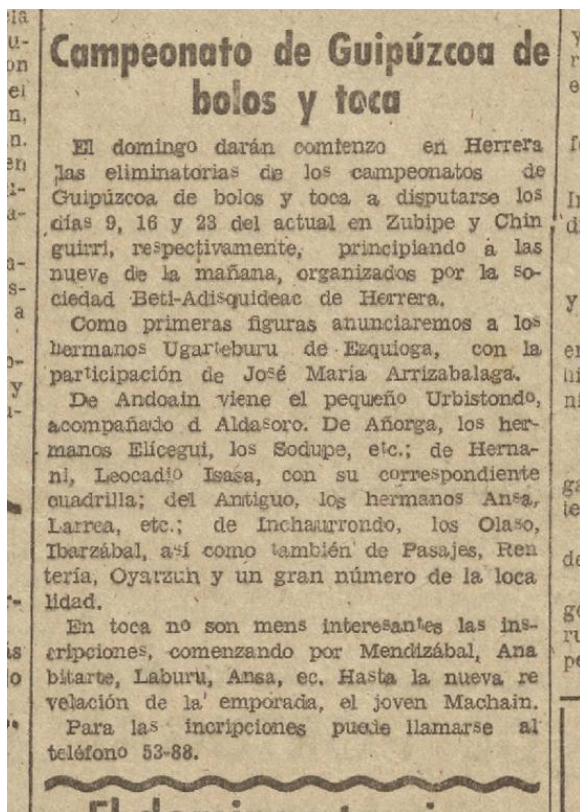 Campeonato de Guipúzcoa de
bolos y toca
El domingo darán comienzo en Herrera
las eliminatorias de los campeonatos de
Guipúzcoa de bolos y toca a disputarse los
días 9, 16 y 23 del actual en Zubipe y Chin
guirri, respectivamente, principiando a las
nueve de la mañana, organizados por la so-
ciedad Beti-Adisquideac de Herrera.
Como primeras figuras anunciaremos a los
hermanos Ugarteburu de Ezquioga, con la
participación de José María Arrizabalaga.
De Andoain viene el pequeño Urbistondo,
acompañado d Aldasoro. De Añorga, los her-
manos Elícegui, los Sodupe, etc.; de Herna-
ni, Leocadio Isasa, con su correspondiente
cuadrilla; del Antiguo, los hermanos Ansa,
Larrea, etc.; de Inchaurrondo, los Olaso,
Ibarzábal, así como también de Pasajes, Ren
tería, Oyarzun y un gran número de la loca
lidad.
En toca no son mens interesantes las ins-
cripciones, comenzando por Mendizábal, Ana
bitarte, Laburu, Ansa, ec. Hasta la nueva re
velación de la emporada, el joven Machain.
Para las incripciones puede llamarse al
teléfono 53-88.